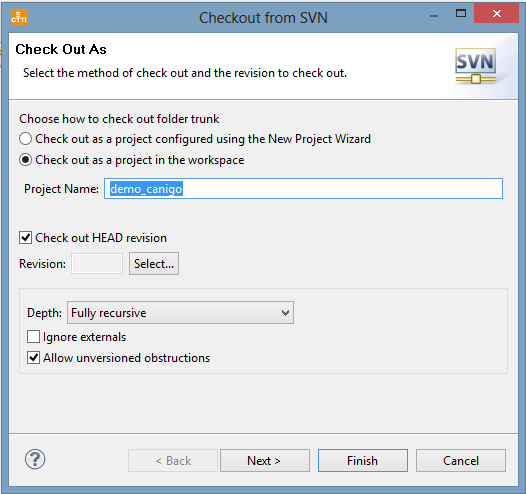 CTTI
Checkout from SVN
Check Out As
Select the method of check out and the revision to check out.
SVN
Choose how to check out folder trunk
Check out as a project configured using the New Project Wizard
Check out as a project in the workspace
Project Name: demo_canigo
Check out HEAD revision
Revision: Select...
Depth: Fully recursive
Ignore externals
Allow unversioned obstructions
? < Back Next > Finish Cancel